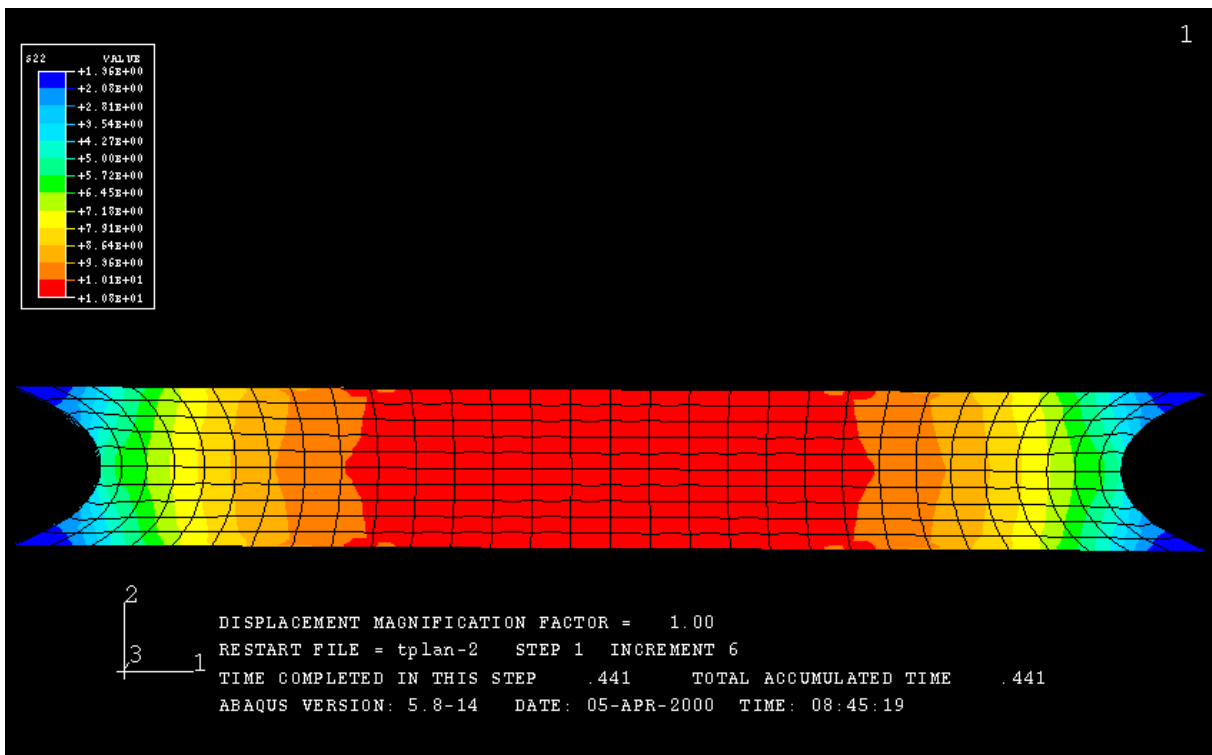 1
S22 VALUE
+1.36E+00
+2.08E+00
+2.81E+00
+3.54E+00
+4.27E+00
+5.00E+00
+5.72E+00
+6.45E+00
+7.18E+00
+7.91E+00
+8.64E+00
+9.36E+00
+1.01E+01
+1.08E+01
2
3
1
DISPLACEMENT MAGNIFICATION FACTOR = 1.00
RESTART FILE = tplan-2 STEP 1 INCREMENT 6
TIME COMPLETED IN THIS STEP .441 TOTAL ACCUMULATED TIME .441
ABAQUS VERSION: 5.8-14 DATE: 05-APR-2000 TIME: 08:45:19